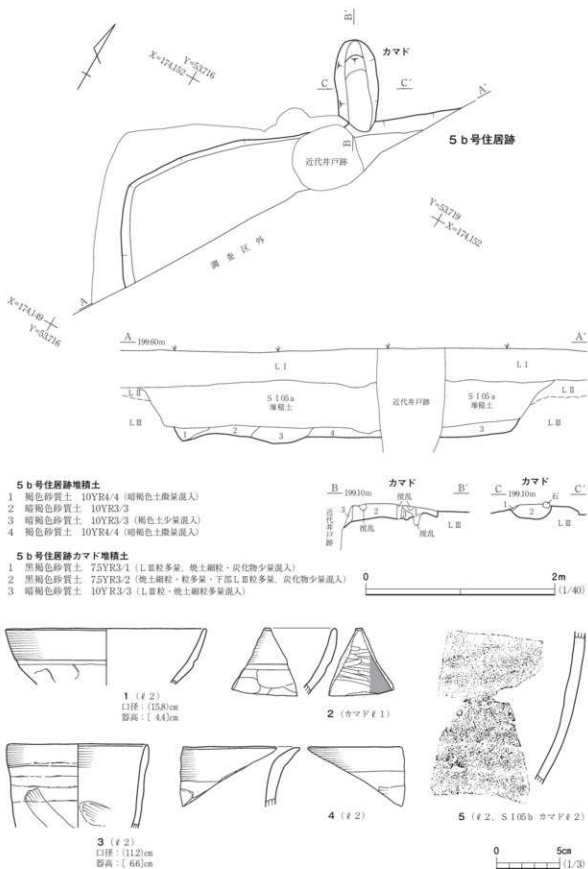 B′
カマド
C
C′
A′
X=174,152
Y=53,716
5b号住居跡
B
近代井戸跡
Y=53,719
X=174,152
調査区外
A
X=174,149
Y=53,716
A
199.60m
A′
LⅠ
LⅠ
LⅡ
SⅠ05a
堆積土
近代井戸跡
SⅠ05a
堆積土
LⅡ
LⅢ
LⅢ
1
2
3
4
3
5b号住居跡堆積土
1 褐色砂質土 10YR4/4(暗褐色土微量混入)
2 暗褐色砂質土 10YR3/3
3 暗褐色砂質土 10YR3/3(褐色土少量混入)
4 褐色砂質土 10YR4/4(暗褐色土微量混入)
5b号住居跡カマド堆積土
1 黒褐色砂質土 7.5YR3/1(LⅢ粒多量,焼土細粒・炭化物少量混入)
2 黒褐色砂質土 7.5YR3/2(焼土細粒・粒多量・下部LⅢ粒多量,炭化物少量混入)
3 暗褐色砂質土 10YR3/3(LⅢ粒・焼土細粒多量混入)
B
199.10m
カマド
B′
3
2
撹乱
撹乱
LⅢ
近代井戸跡
C
199.10m
カマド
C′
石
1
2
LⅢ
0
2m
(1/40)
1(ℓ2)
口径:(15.8)cm
器高:[ 4.4]cm
2(カマドℓ1)
3(ℓ2)
口径:(11.2)cm
器高:[ 6.6]cm
4(ℓ2)
5(ℓ2,SⅠ05b カマドℓ2)
0
5cm
(1/3)